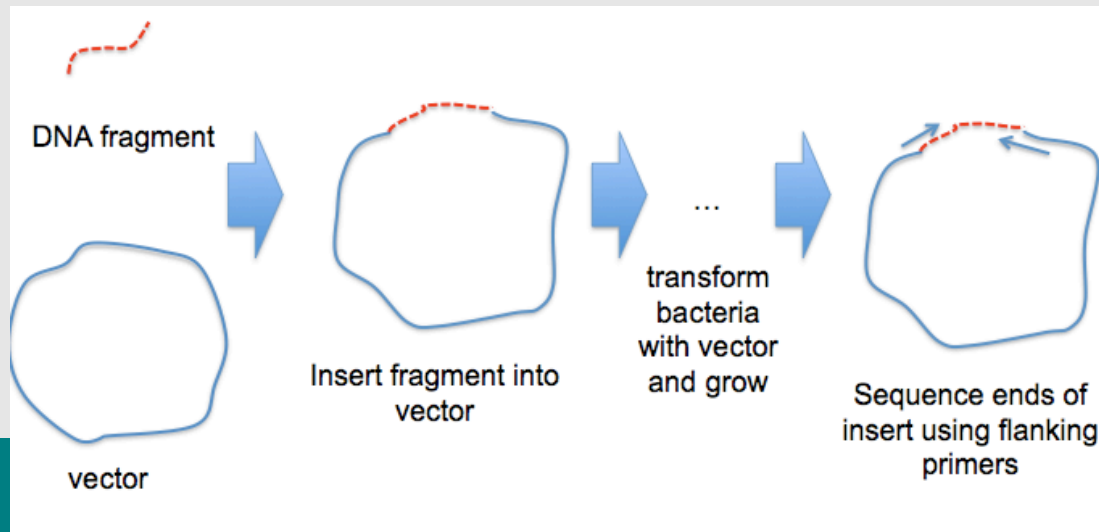 DNA fragment
vector
Insert fragment into
vector
...
transform
bacteria
with vector
and grow
Sequence ends of
insert using flanking
primers